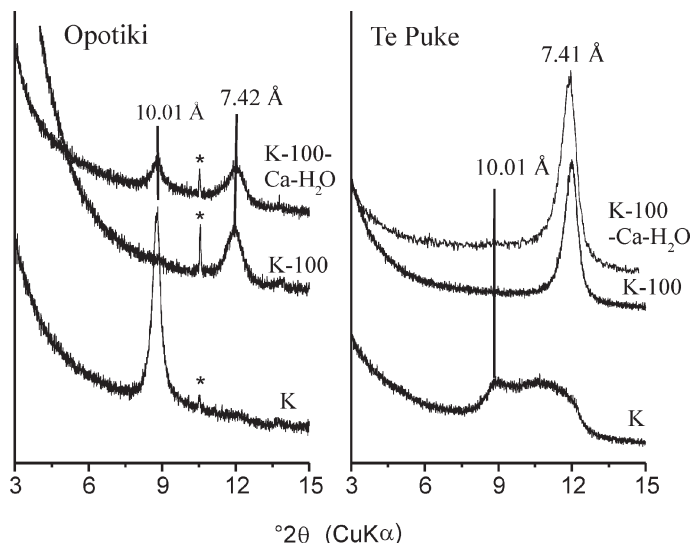 Opotiki
10.01 Å
7.42 Å
*
K-100-
Ca-H₂O
*
K-100
*
K
3 6 9 12 15
Te Puke
7.41 Å
10.01 Å
K-100
-Ca-H₂O
K-100
K
3 6 9 12 15
°2θ (CuKα)